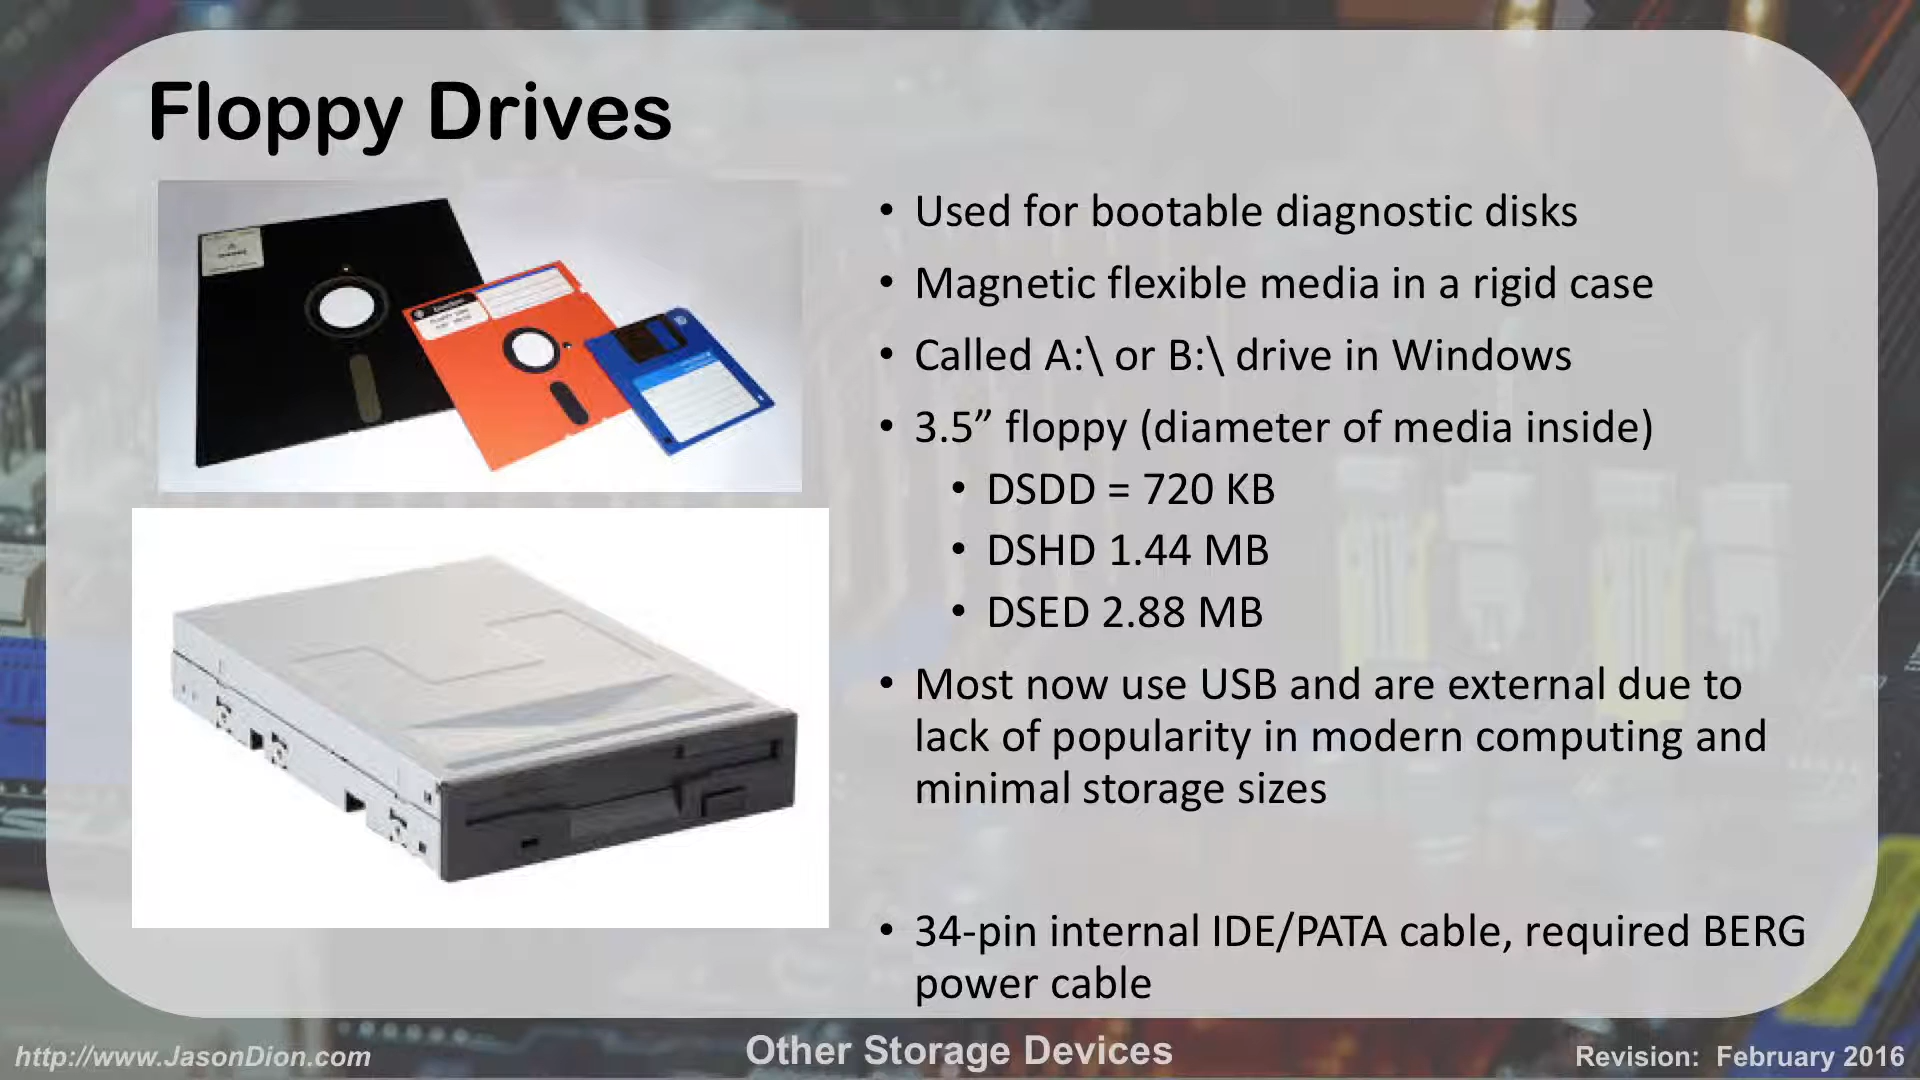 Floppy Drives
• Used for bootable diagnostic disks
• Magnetic flexible media in a rigid case
• Called A:\ or B:\ drive in Windows
• 3.5” floppy (diameter of media inside)
• DSDD = 720 KB
• DSHD 1.44 MB
• DSED 2.88 MB
• Most now use USB and are external due to
lack of popularity in modern computing and
minimal storage sizes
• 34-pin internal IDE/PATA cable, required BERG
power cable
http://www.JasonDion.com
Other Storage Devices
Revision: February 2016